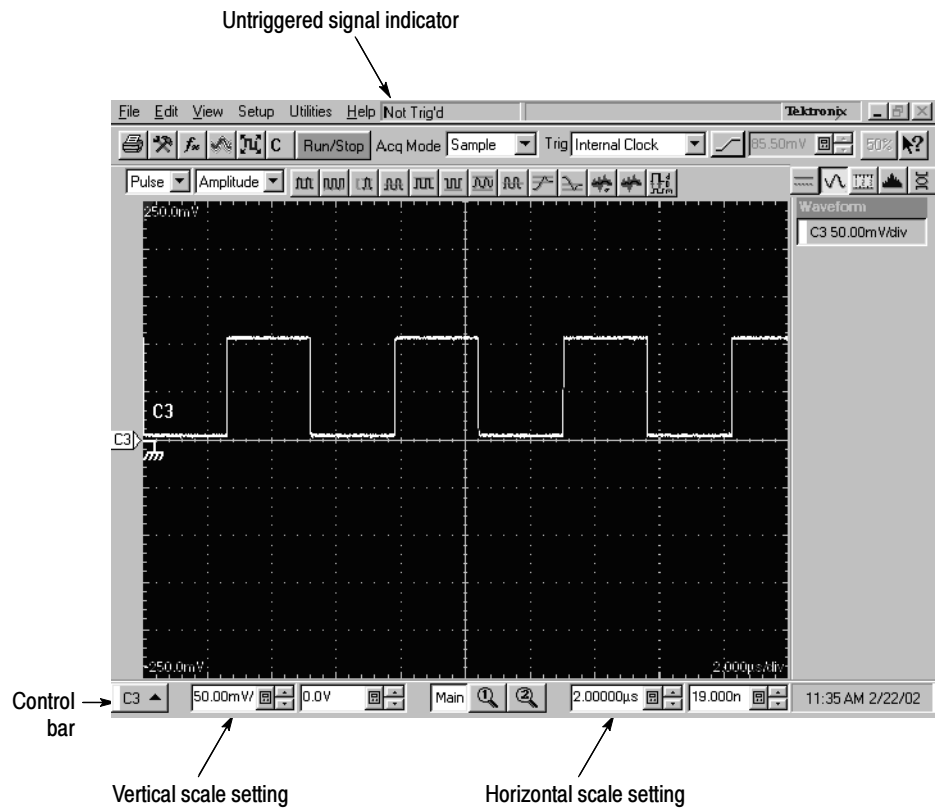 Untriggered signal indicator
File Edit View Setup Utilities Help Not Trig'd Tektronix
C Run/Stop Acq Mode Sample Trig Internal Clock 85.50mV 50%
Pulse Amplitude
250.0mV
Waveform
C3 50.00mV/div
C3
C3
-250.0mV 2.000µs/div
Control bar
C3 50.00mV/ 0.0V Main 1 2 2.00000µs 19.000n 11:35 AM 2/22/02
Vertical scale setting Horizontal scale setting